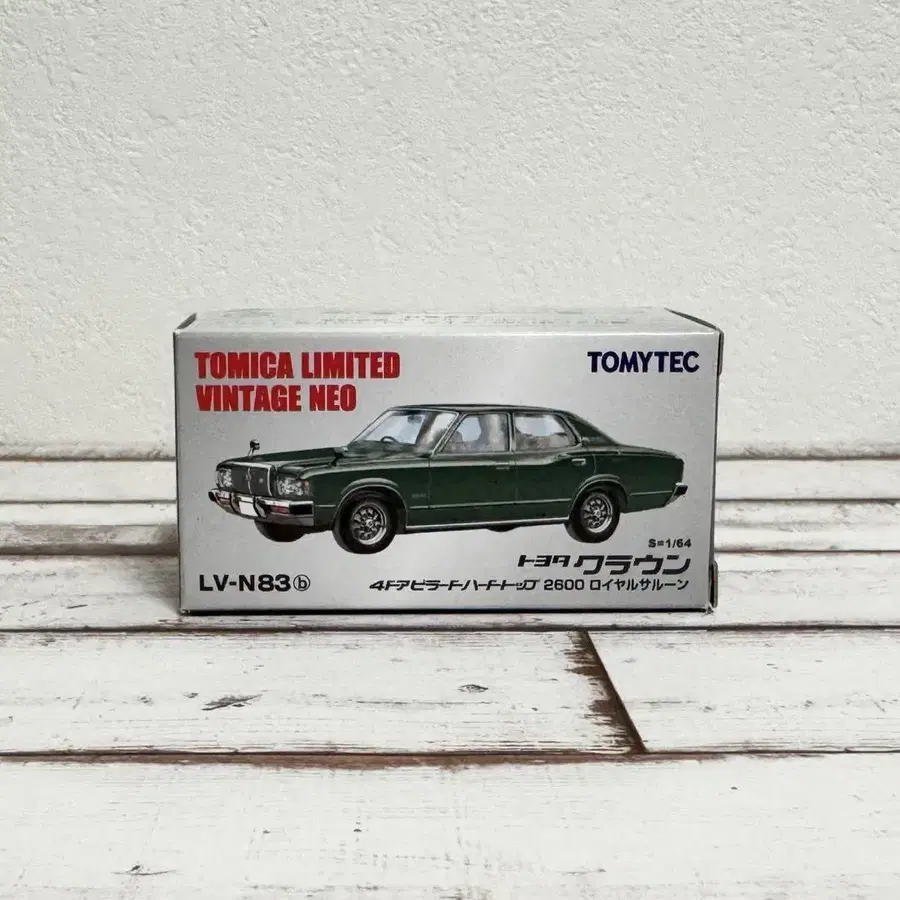 TOMICA LIMITED
VINTAGE NEO
TOMYTEC
S=1/64
トヨタ クラウン
LV-N83ⓑ
4ドアピラードハードトップ 2600 ロイヤルサルーン